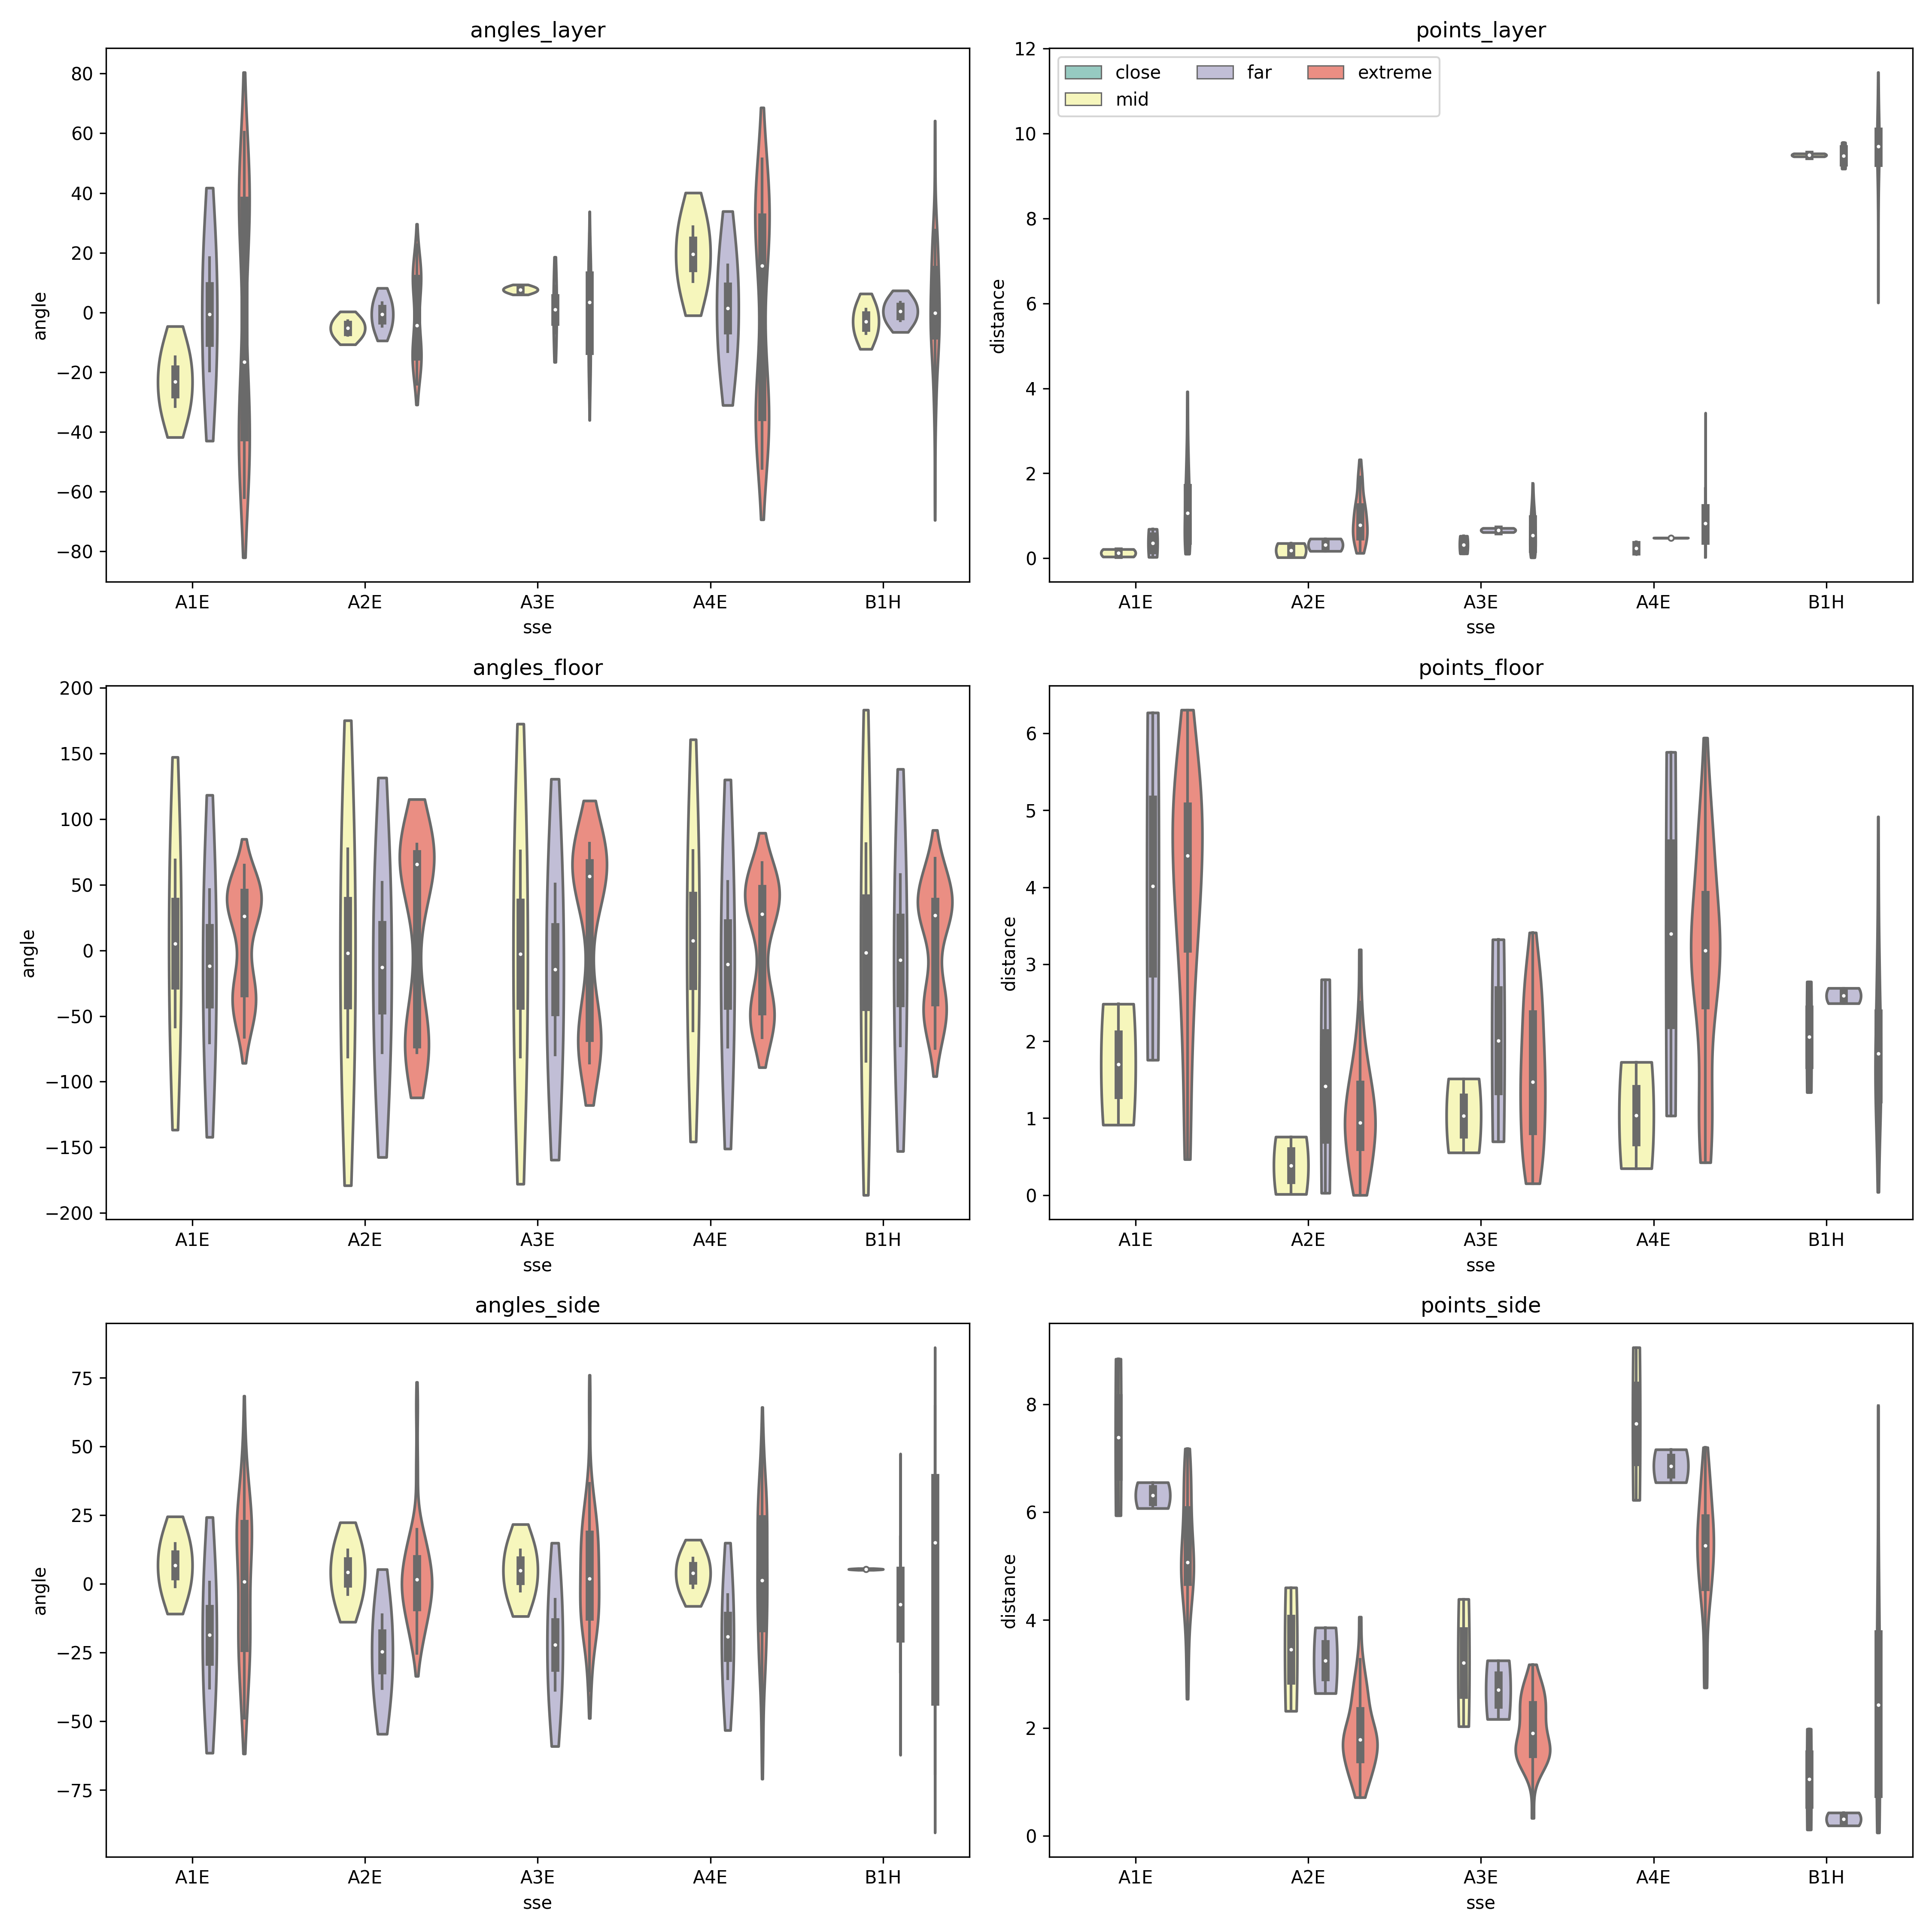 angles_layer
angle
80
60
40
20
0
−20
−40
−60
−80
A1E A2E A3E A4E B1H
sse
points_layer
distance
12
10
8
6
4
2
0
close far extreme
mid
A1E A2E A3E A4E B1H
sse
angles_floor
angle
200
150
100
50
0
−50
−100
−150
−200
A1E A2E A3E A4E B1H
sse
points_floor
distance
6
5
4
3
2
1
0
A1E A2E A3E A4E B1H
sse
angles_side
angle
75
50
25
0
−25
−50
−75
A1E A2E A3E A4E B1H
sse
points_side
distance
8
6
4
2
0
A1E A2E A3E A4E B1H
sse